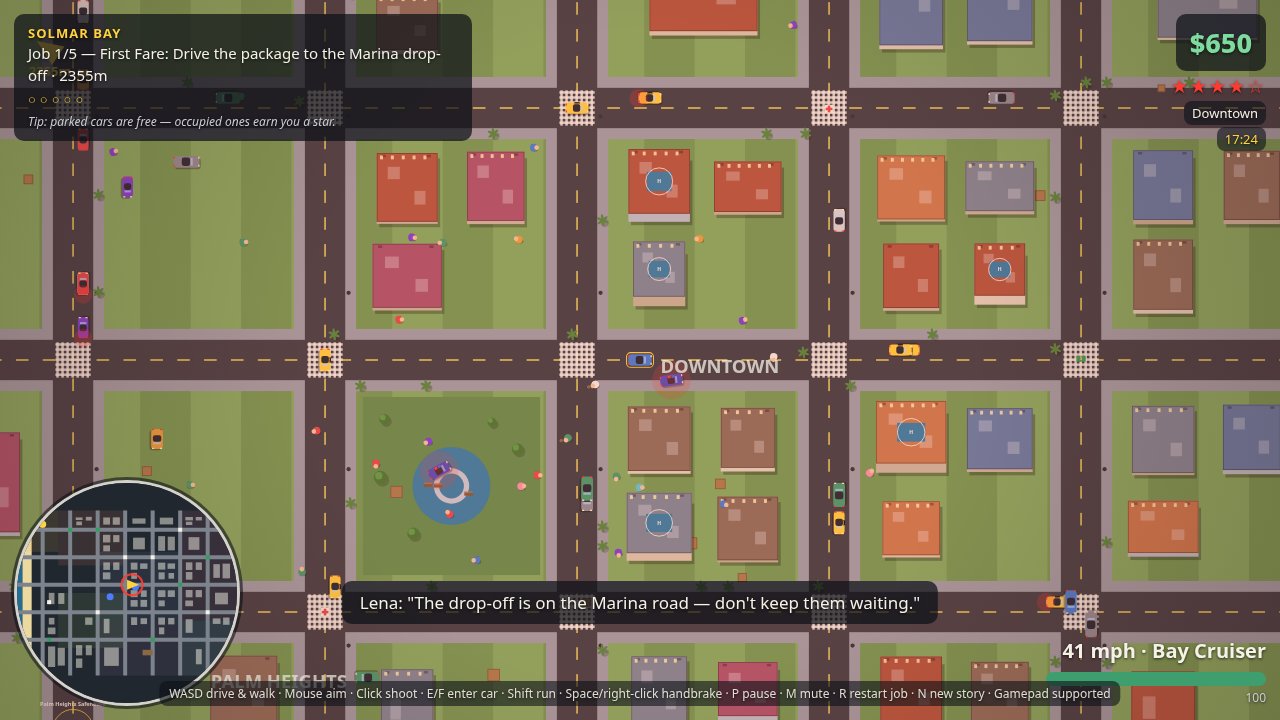 SOLMAR BAY
Job 1/5 — First Fare: Drive the package to the Marina drop-
off · 2355m
Tip: parked cars are free — occupied ones earn you a star.
$650
Downtown
17:24
H
H
H
DOWNTOWN
H
H
Lena: "The drop-off is on the Marina road — don't keep them waiting."
41 mph · Bay Cruiser
PALM HEIGHTS
WASD drive & walk · Mouse aim · Click shoot · E/F enter car · Shift run · Space/right-click handbrake · P pause · M mute · R restart job · N new story · Gamepad supported
100